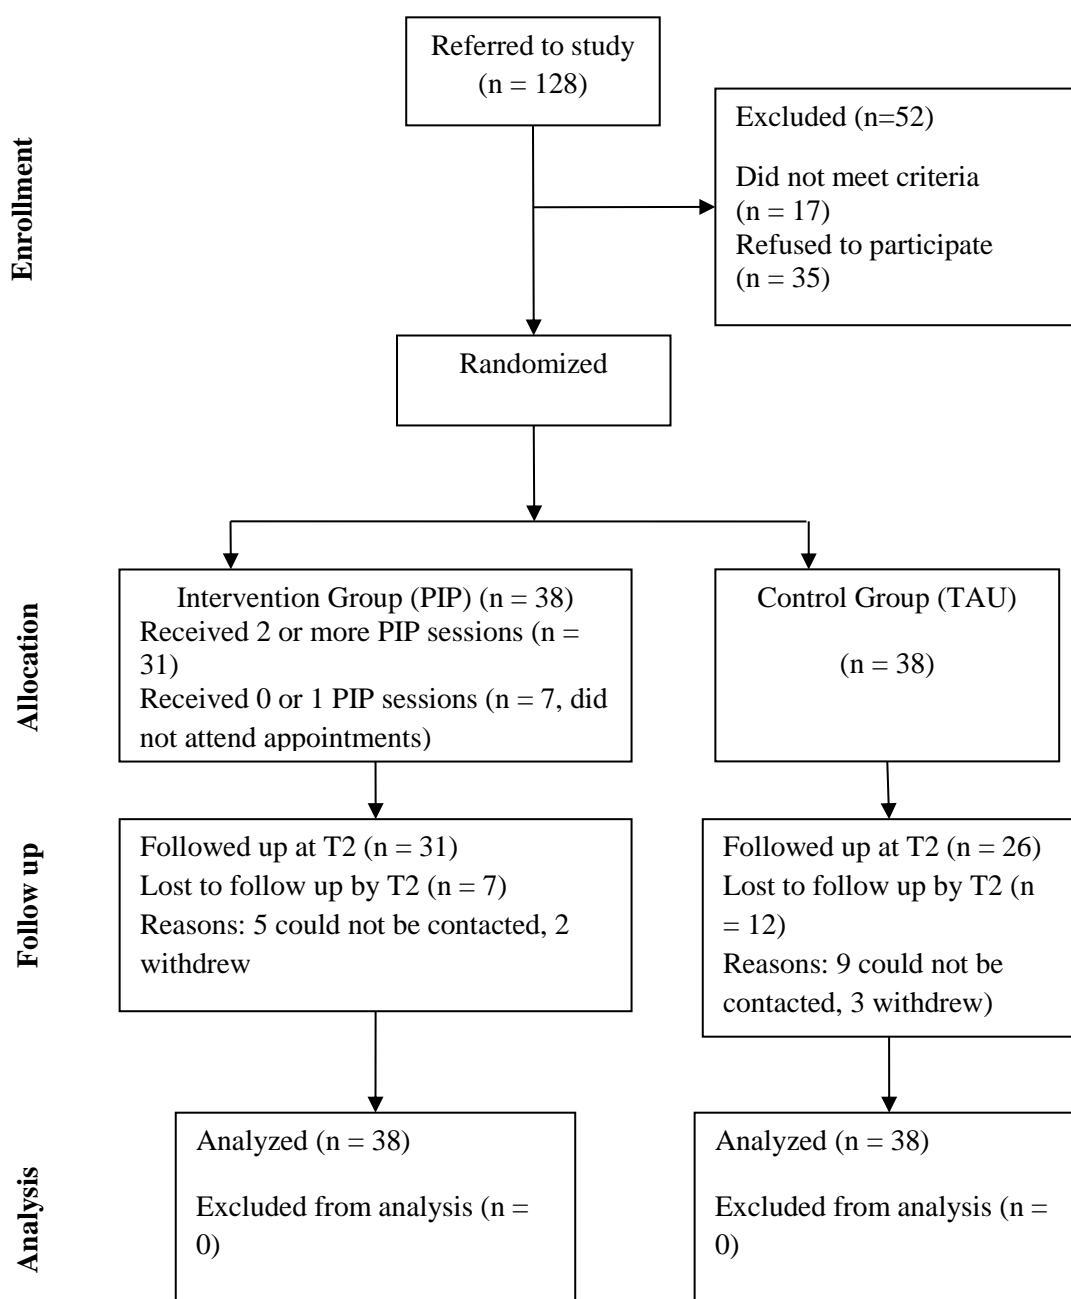 Referred to study
(n = 128)
Enrollment
Excluded (n=52)
Did not meet criteria
(n = 17)
Refused to participate
(n = 35)
Randomized
Allocation
Intervention Group (PIP) (n = 38)
Received 2 or more PIP sessions (n =
31)
Received 0 or 1 PIP sessions (n = 7, did
not attend appointments)
Control Group (TAU)
(n = 38)
Follow up
Followed up at T2 (n = 31)
Lost to follow up by T2 (n = 7)
Reasons: 5 could not be contacted, 2
withdrew
Followed up at T2 (n = 26)
Lost to follow up by T2 (n
= 12)
Reasons: 9 could not be
contacted, 3 withdrew)
Analysis
Analyzed (n = 38)
Excluded from analysis (n =
0)
Analyzed (n = 38)
Excluded from analysis (n =
0)